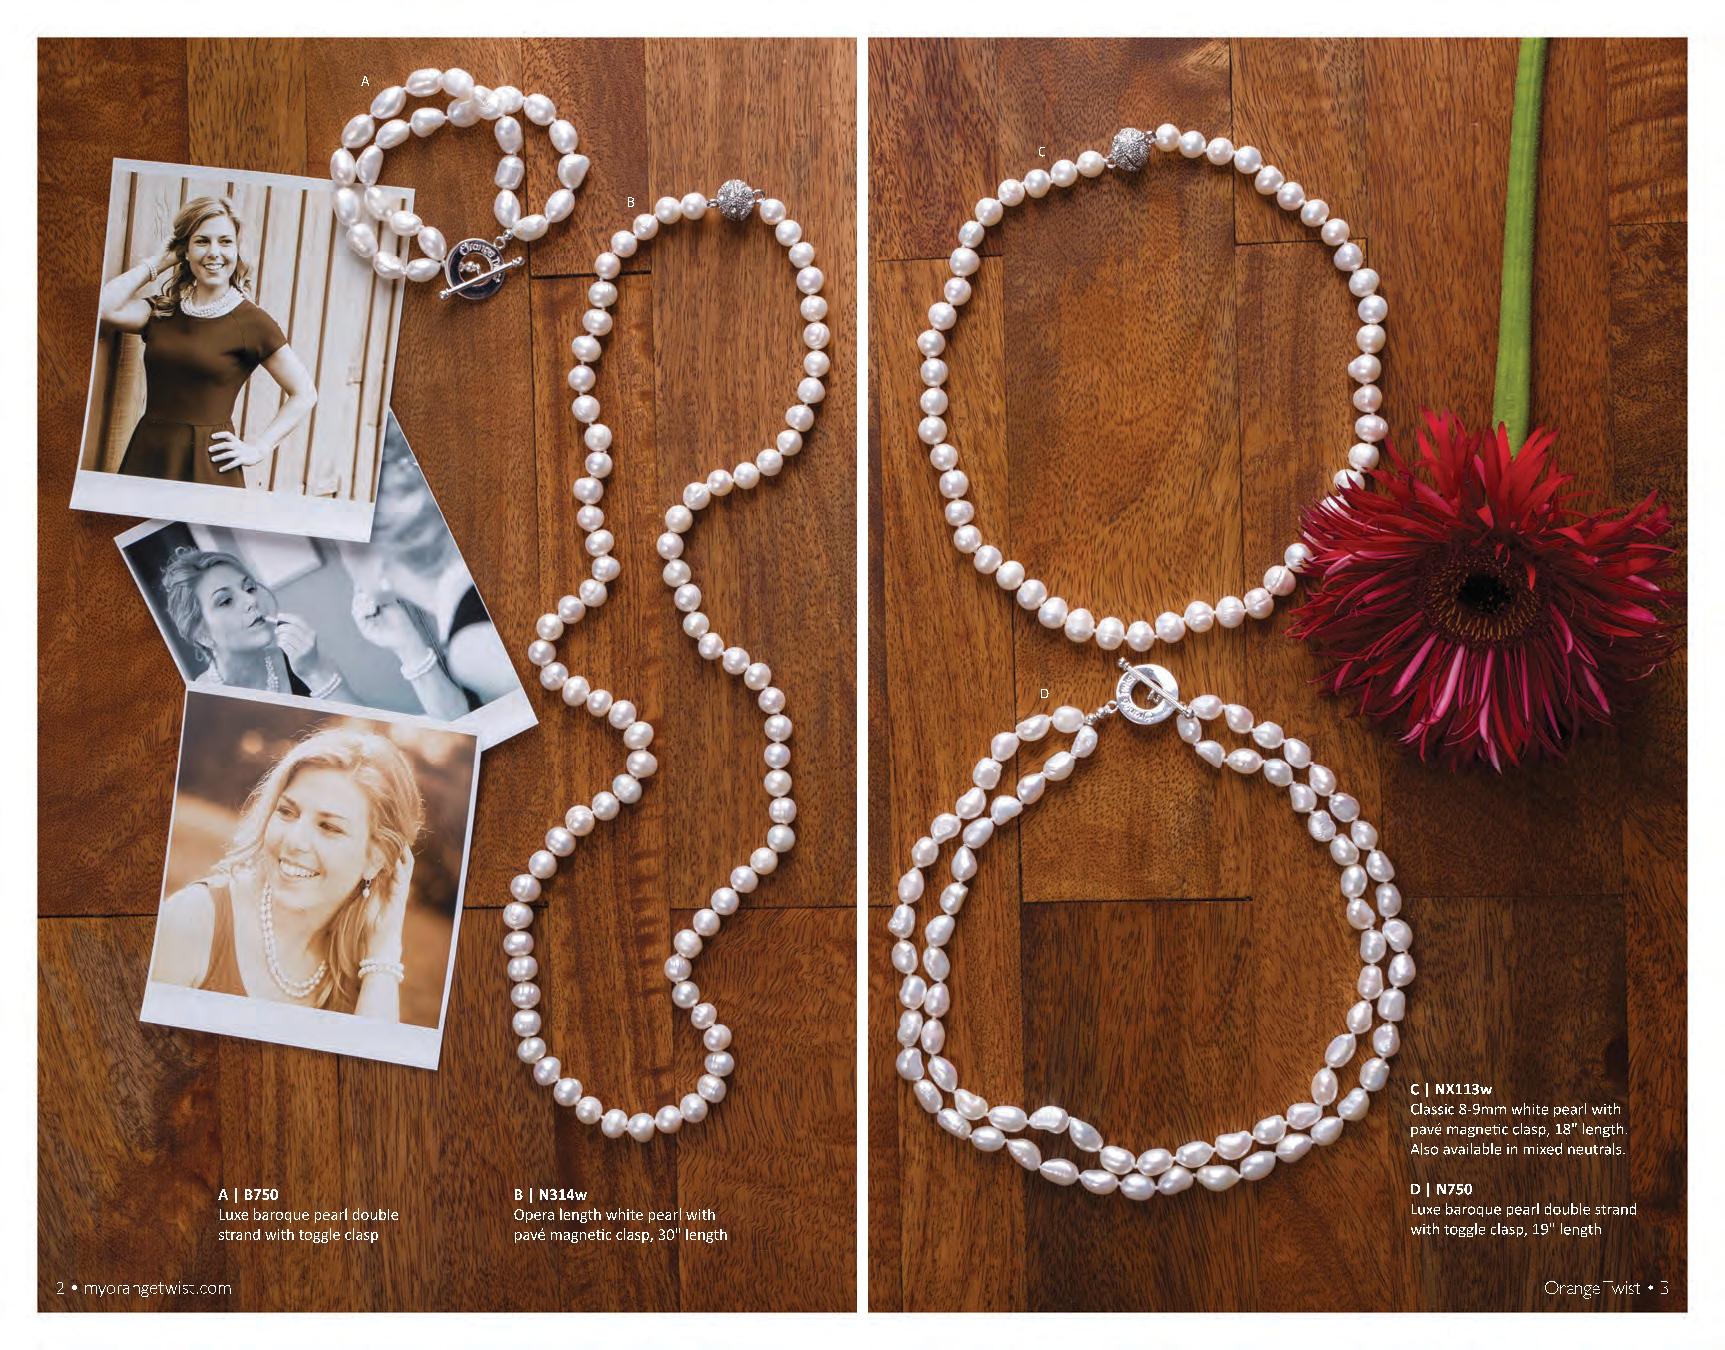 A
B
A | B750
Luxe baroque pearl double
strand with toggle clasp
B | N314w
Opera length white pearl with
pavé magnetic clasp, 30" length
2 • myorangetwist.com
C
D
C | NX113w
Classic 8-9mm white pearl with
pavé magnetic clasp, 18" length.
Also available in mixed neutrals.
D | N750
Luxe baroque pearl double strand
with toggle clasp, 19" length
Orange Twist • 3